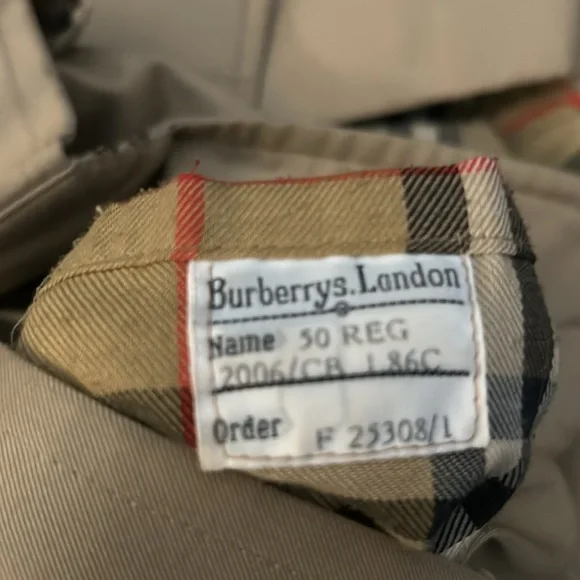 Burberrys. London
Name 50 REG
2006/CB L86C
Order F 25308/1